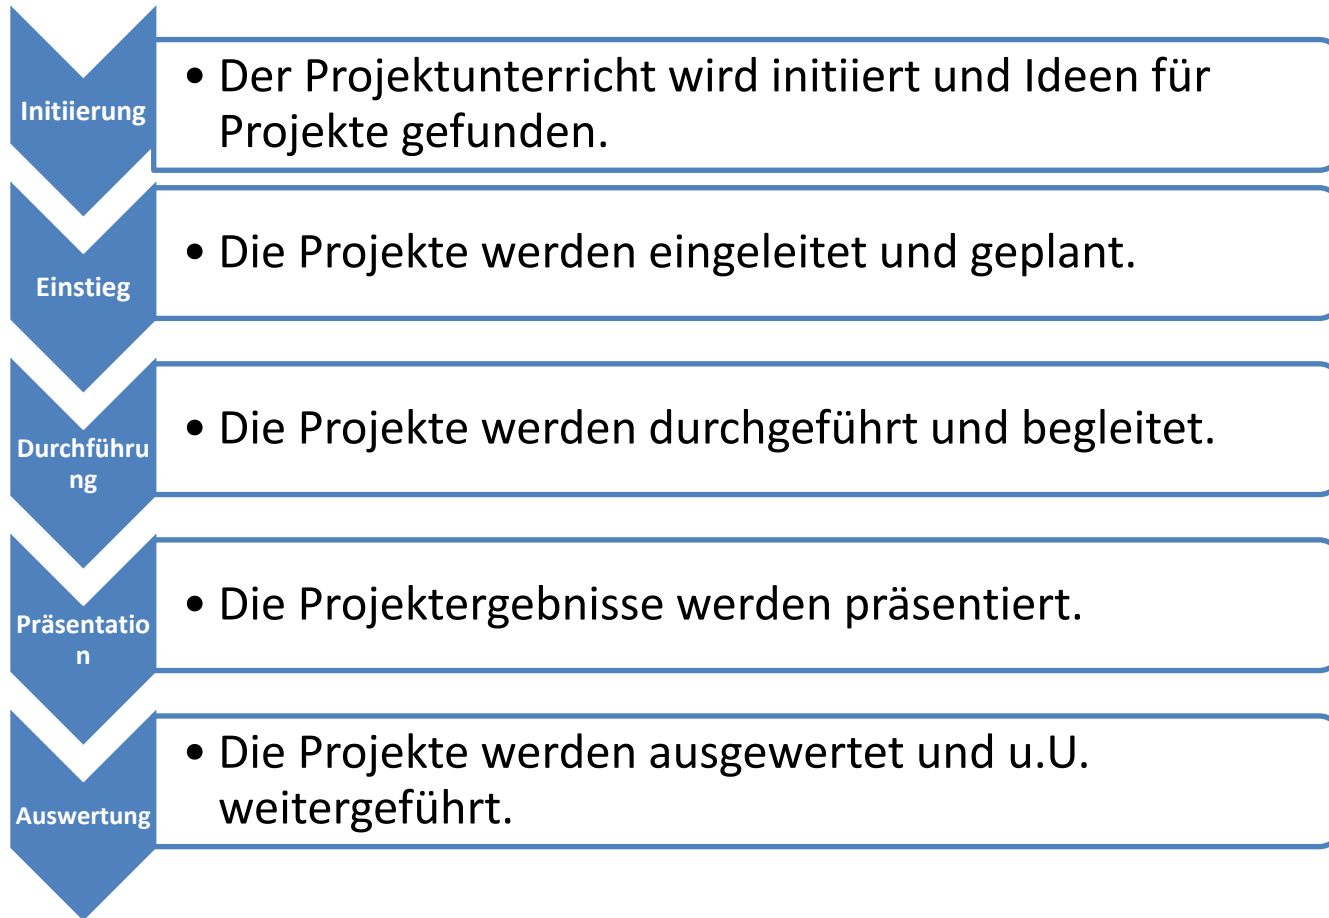 Initiierung
• Der Projektunterricht wird initiiert und Ideen für
Projekte gefunden.
Einstieg
• Die Projekte werden eingeleitet und geplant.
Durchführu
ng
• Die Projekte werden durchgeführt und begleitet.
Präsentatio
n
• Die Projektergebnisse werden präsentiert.
Auswertung
• Die Projekte werden ausgewertet und u.U.
weitergeführt.